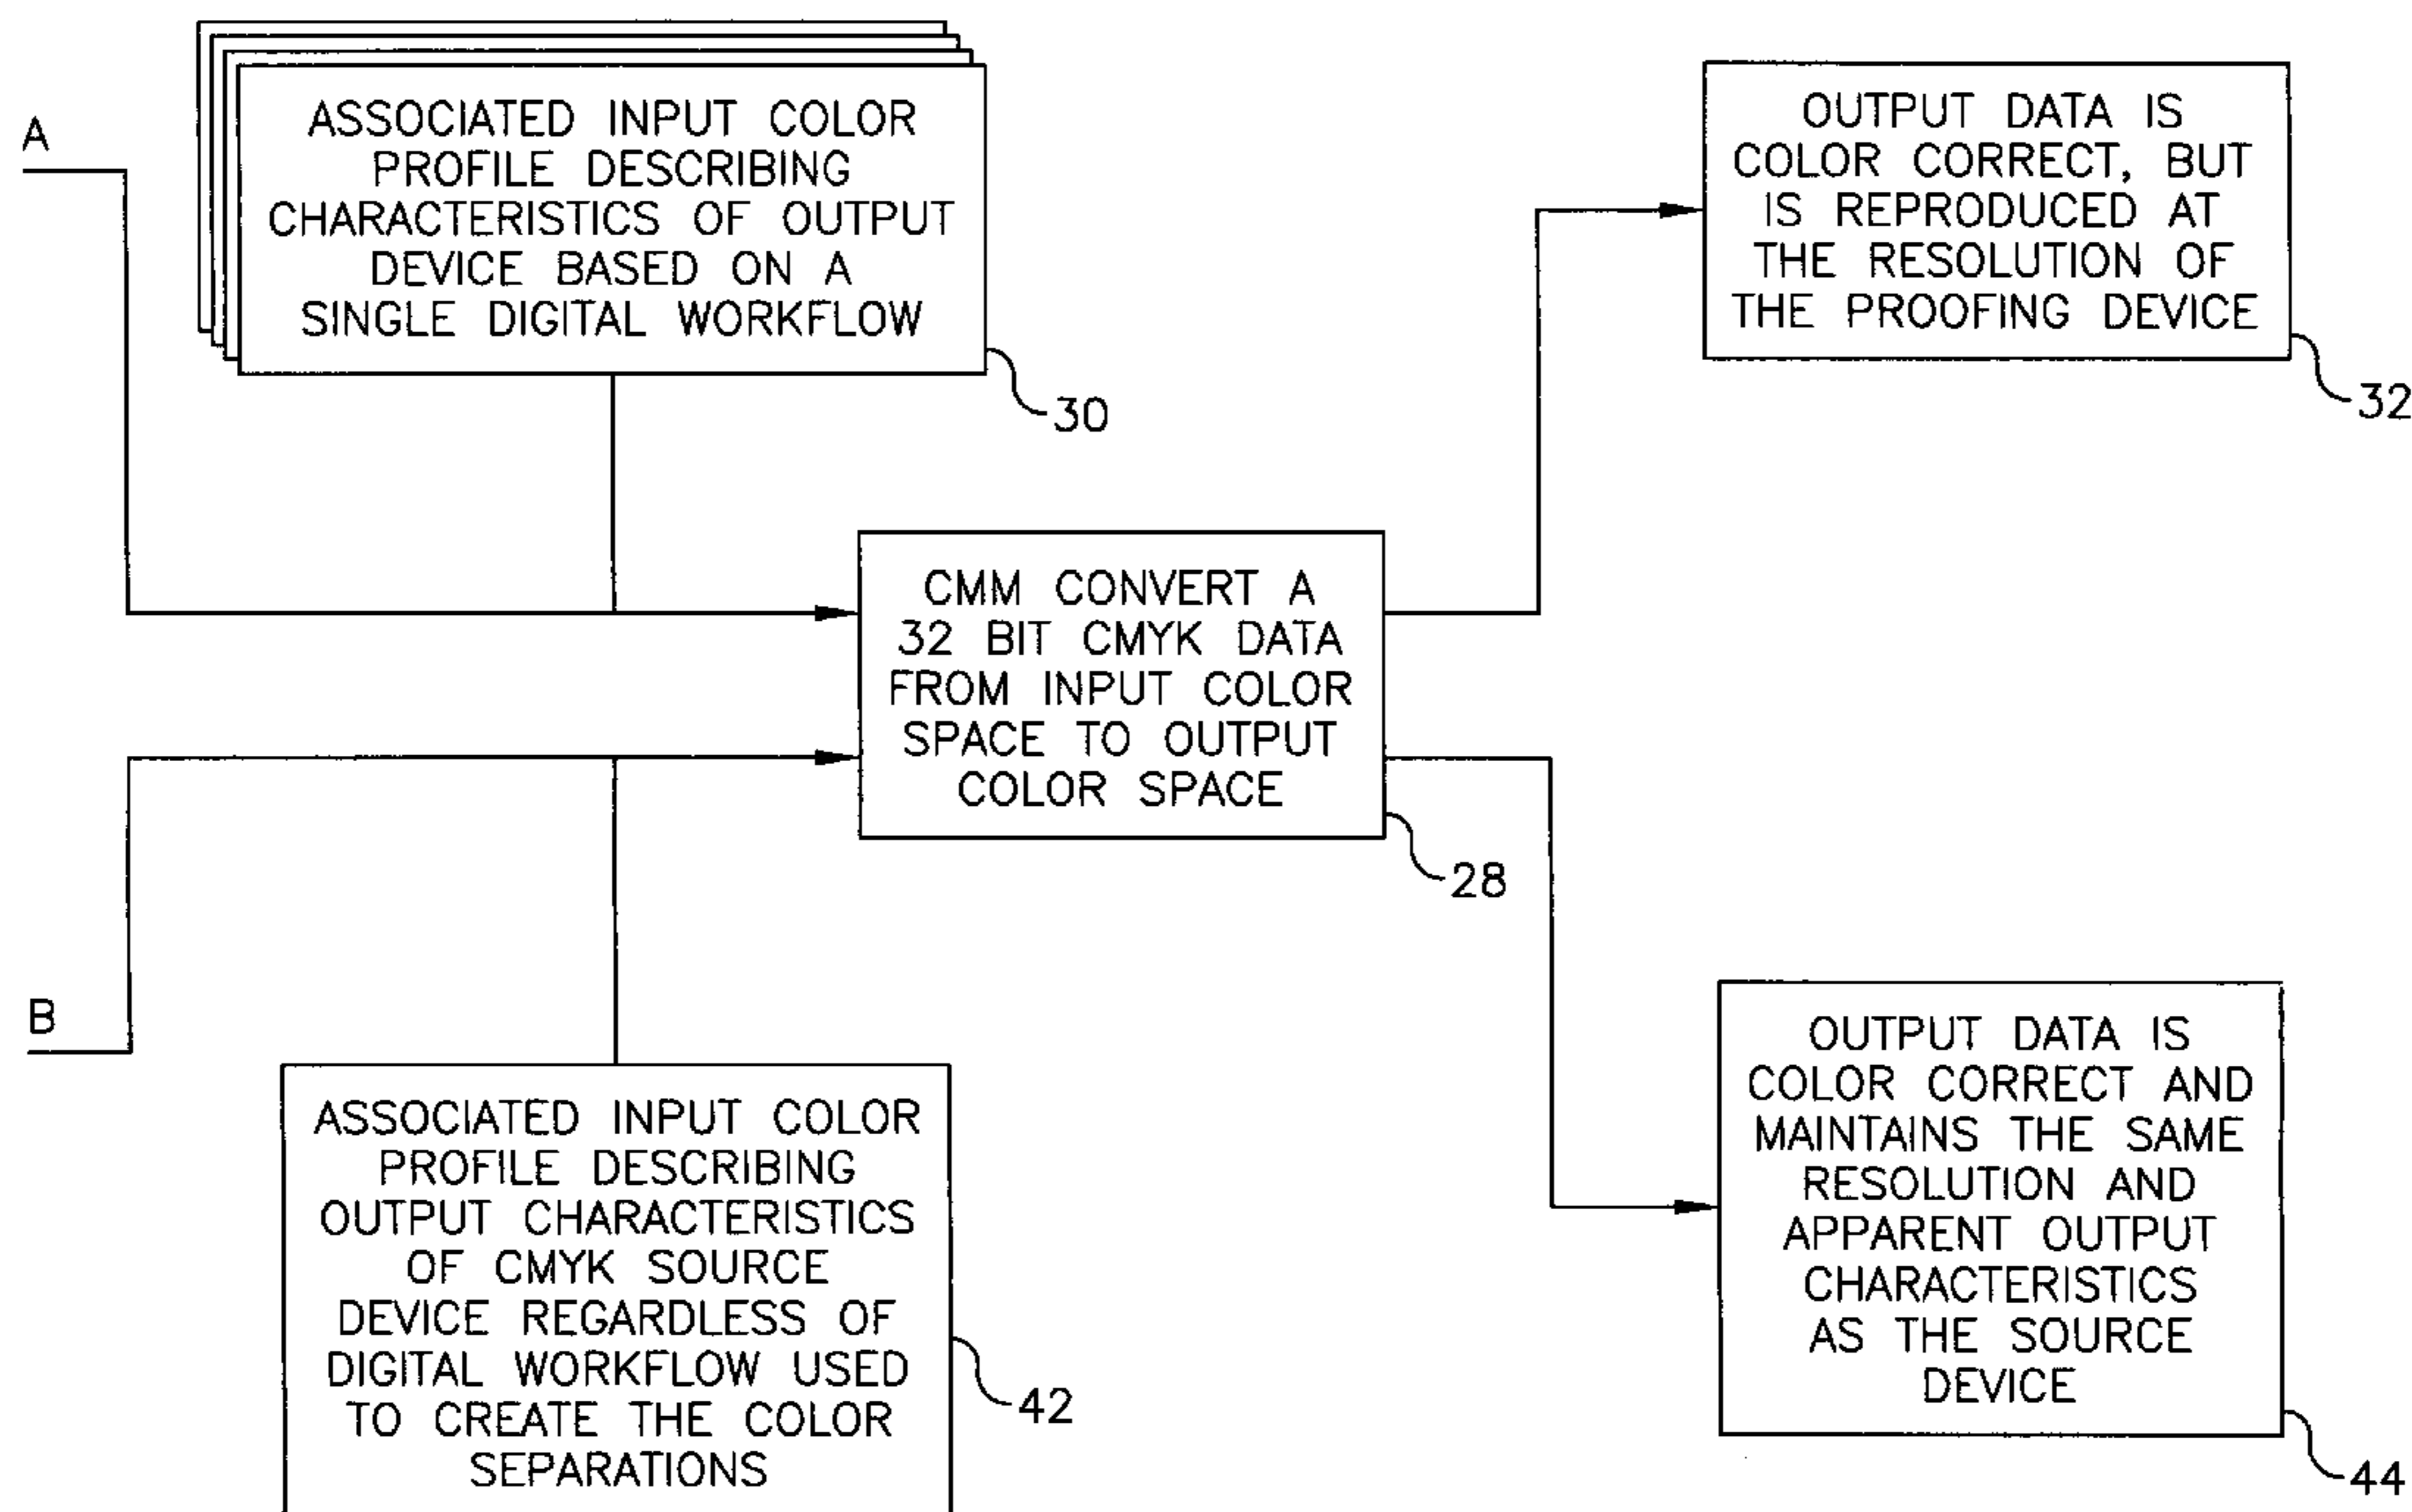 A
ASSOCIATED INPUT COLOR
PROFILE DESCRIBING
CHARACTERISTICS OF OUTPUT
DEVICE BASED ON A
SINGLE DIGITAL WORKFLOW
30
OUTPUT DATA IS
COLOR CORRECT, BUT
IS REPRODUCED AT
THE RESOLUTION OF
THE PROOFING DEVICE
32
CMM CONVERT A
32 BIT CMYK DATA
FROM INPUT COLOR
SPACE TO OUTPUT
COLOR SPACE
28
B
ASSOCIATED INPUT COLOR
PROFILE DESCRIBING
OUTPUT CHARACTERISTICS
OF CMYK SOURCE
DEVICE REGARDLESS OF
DIGITAL WORKFLOW USED
TO CREATE THE COLOR
SEPARATIONS
42
OUTPUT DATA IS
COLOR CORRECT AND
MAINTAINS THE SAME
RESOLUTION AND
APPARENT OUTPUT
CHARACTERISTICS
AS THE SOURCE
DEVICE
44